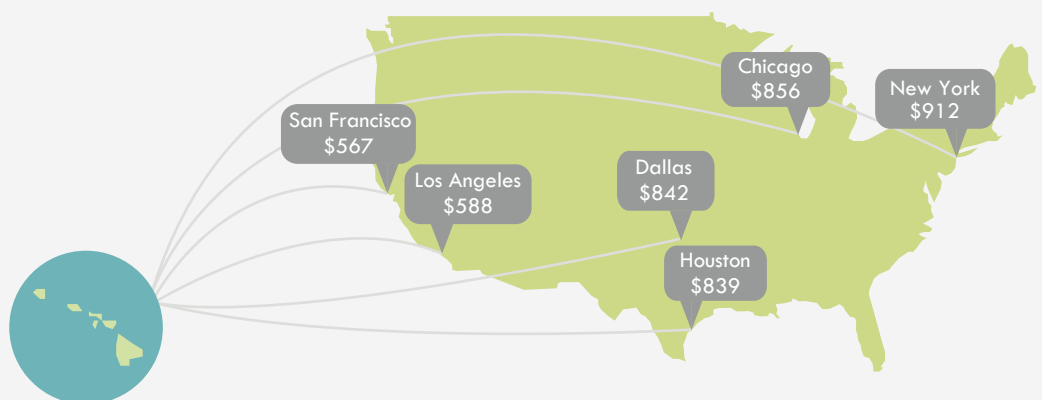 Chicago
$856
New York
$912
San Francisco
$567
Dallas
$842
Los Angeles
$588
Houston
$839